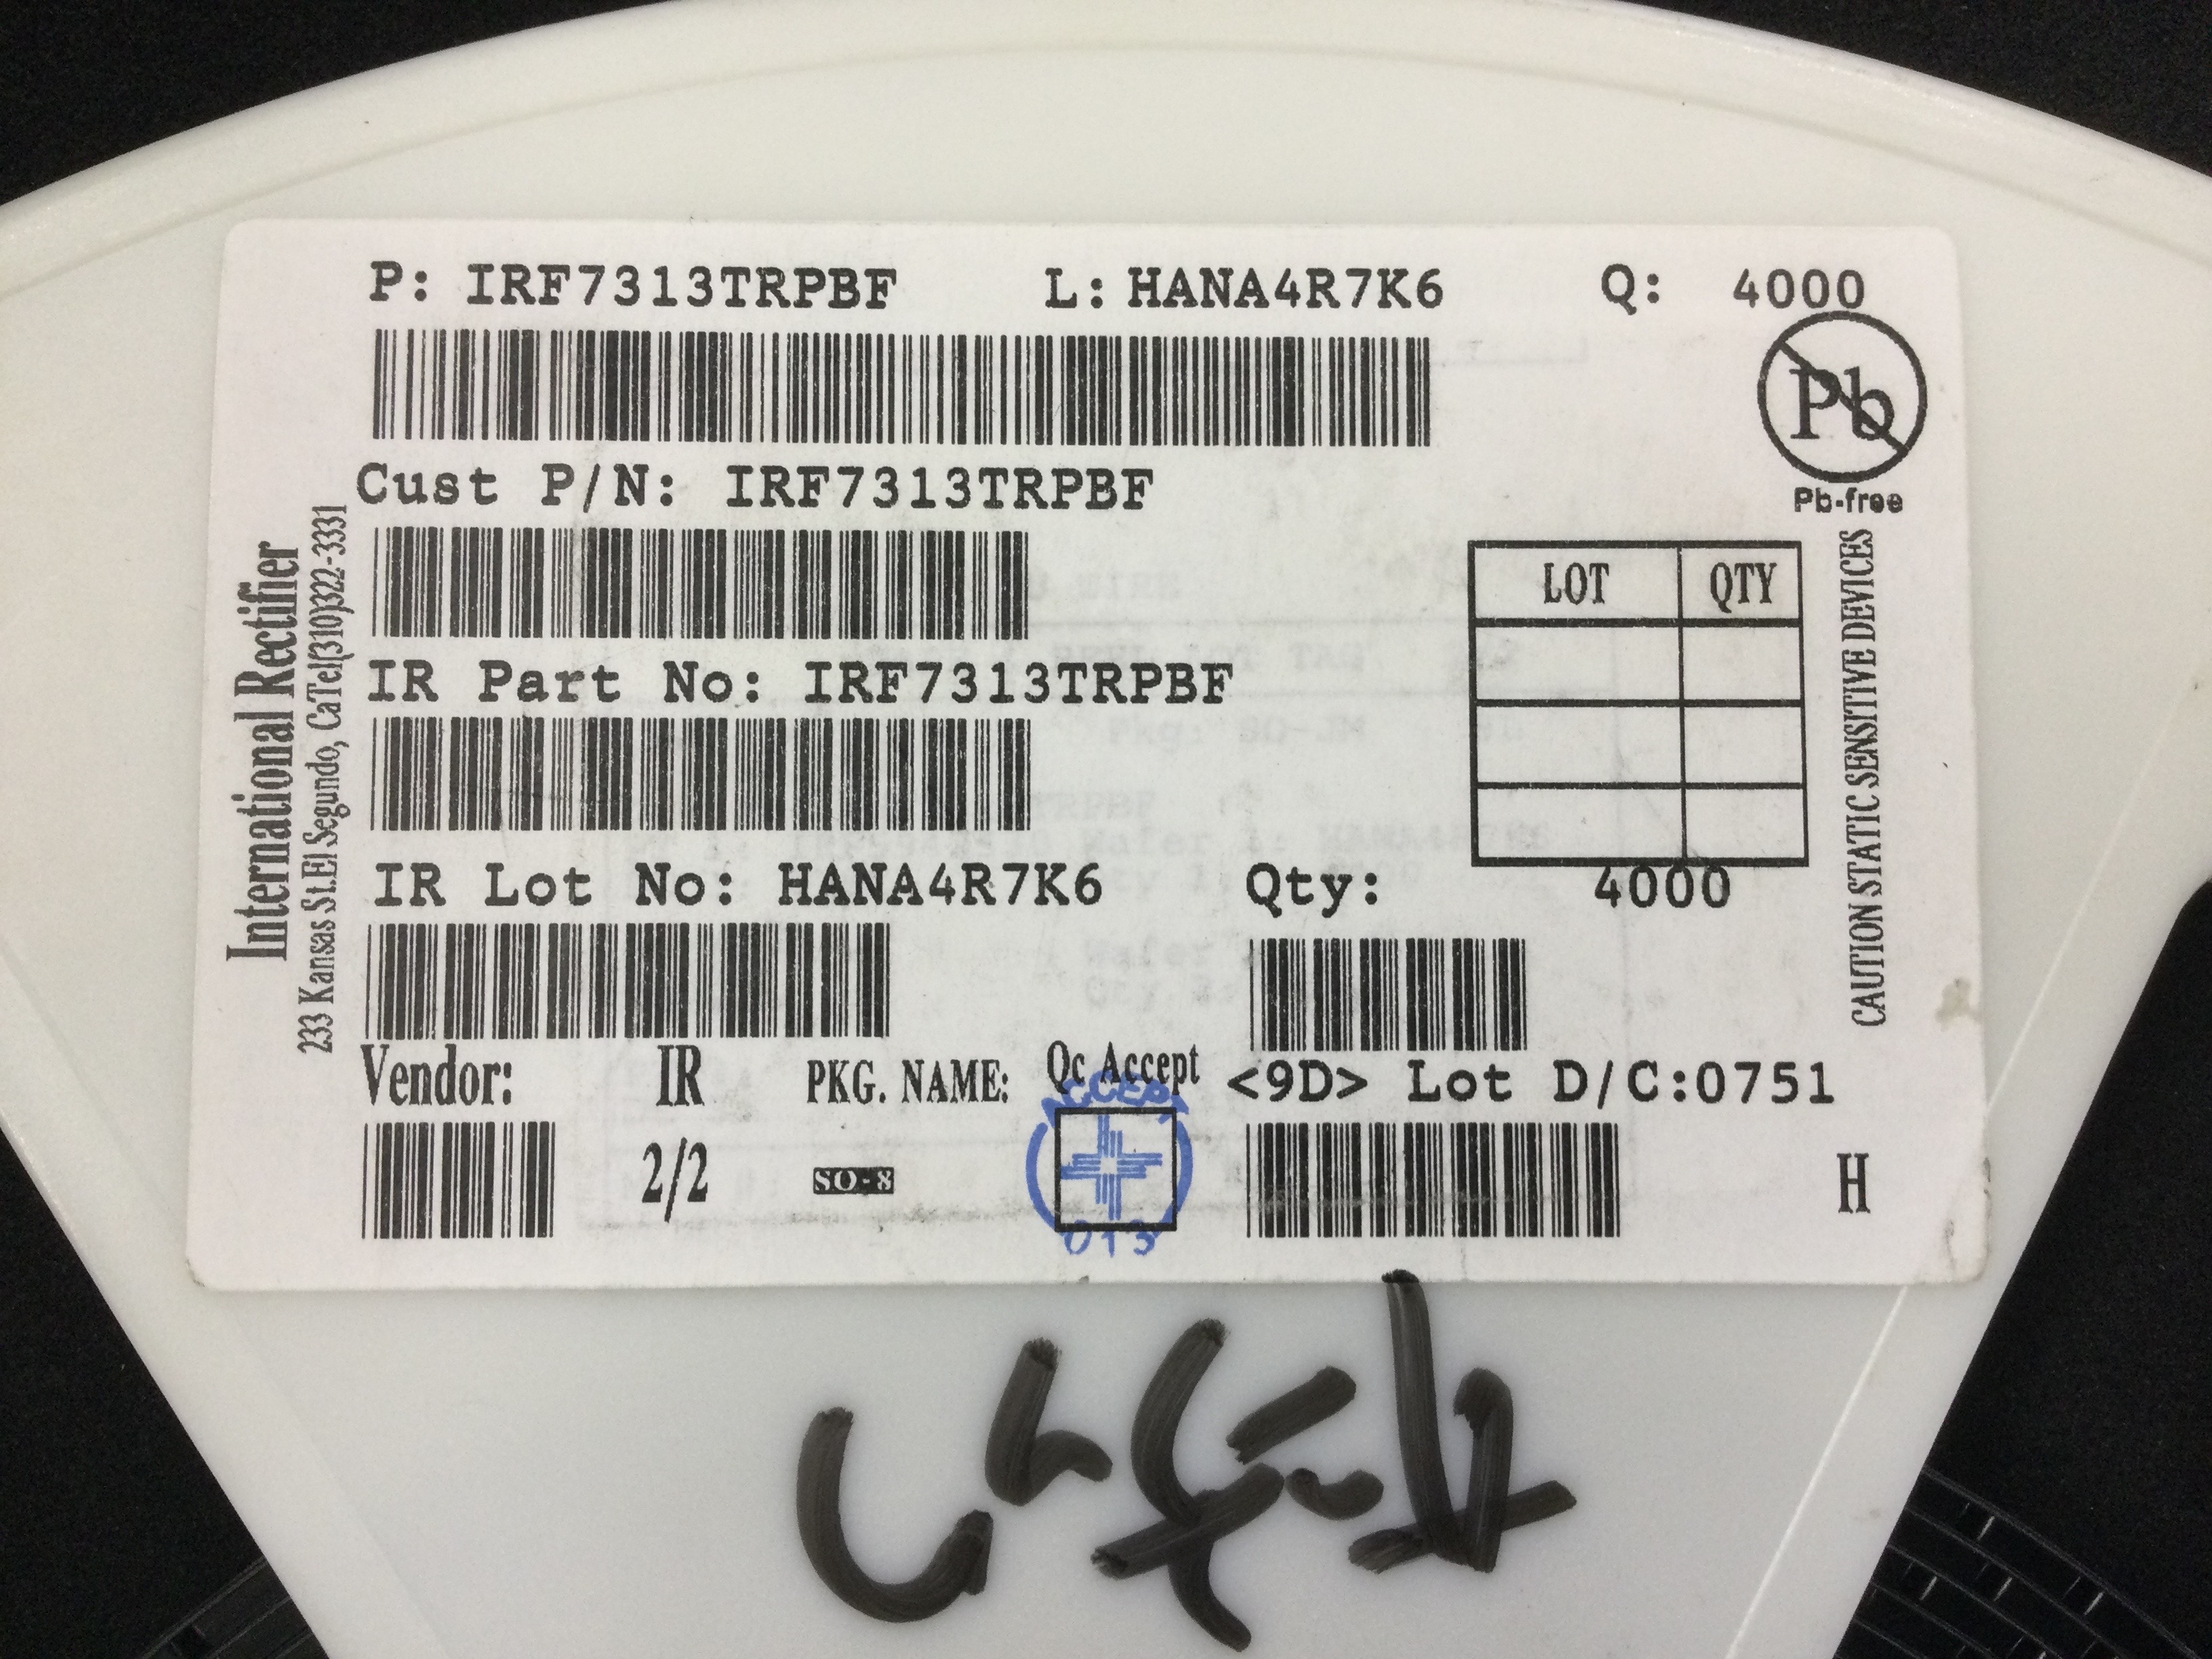 P: IRF7313TRPBF L: HANA4R7K6 Q: 4000
Pb
Pb-free
Cust P/N: IRF7313TRPBF
IR Part No: IRF7313TRPBF
LOT QTY
IR Lot No: HANA4R7K6 Qty: 4000
Vendor: IR PKG. NAME: Qc Accept <9D> Lot D/C:0751
2/2 SO-8 H
ACCEPT
013
International Rectifier
233 Kansas St.El Segundo, CaTel(310)322-3331
CAUTION STATIC SENSITIVE DEVICES